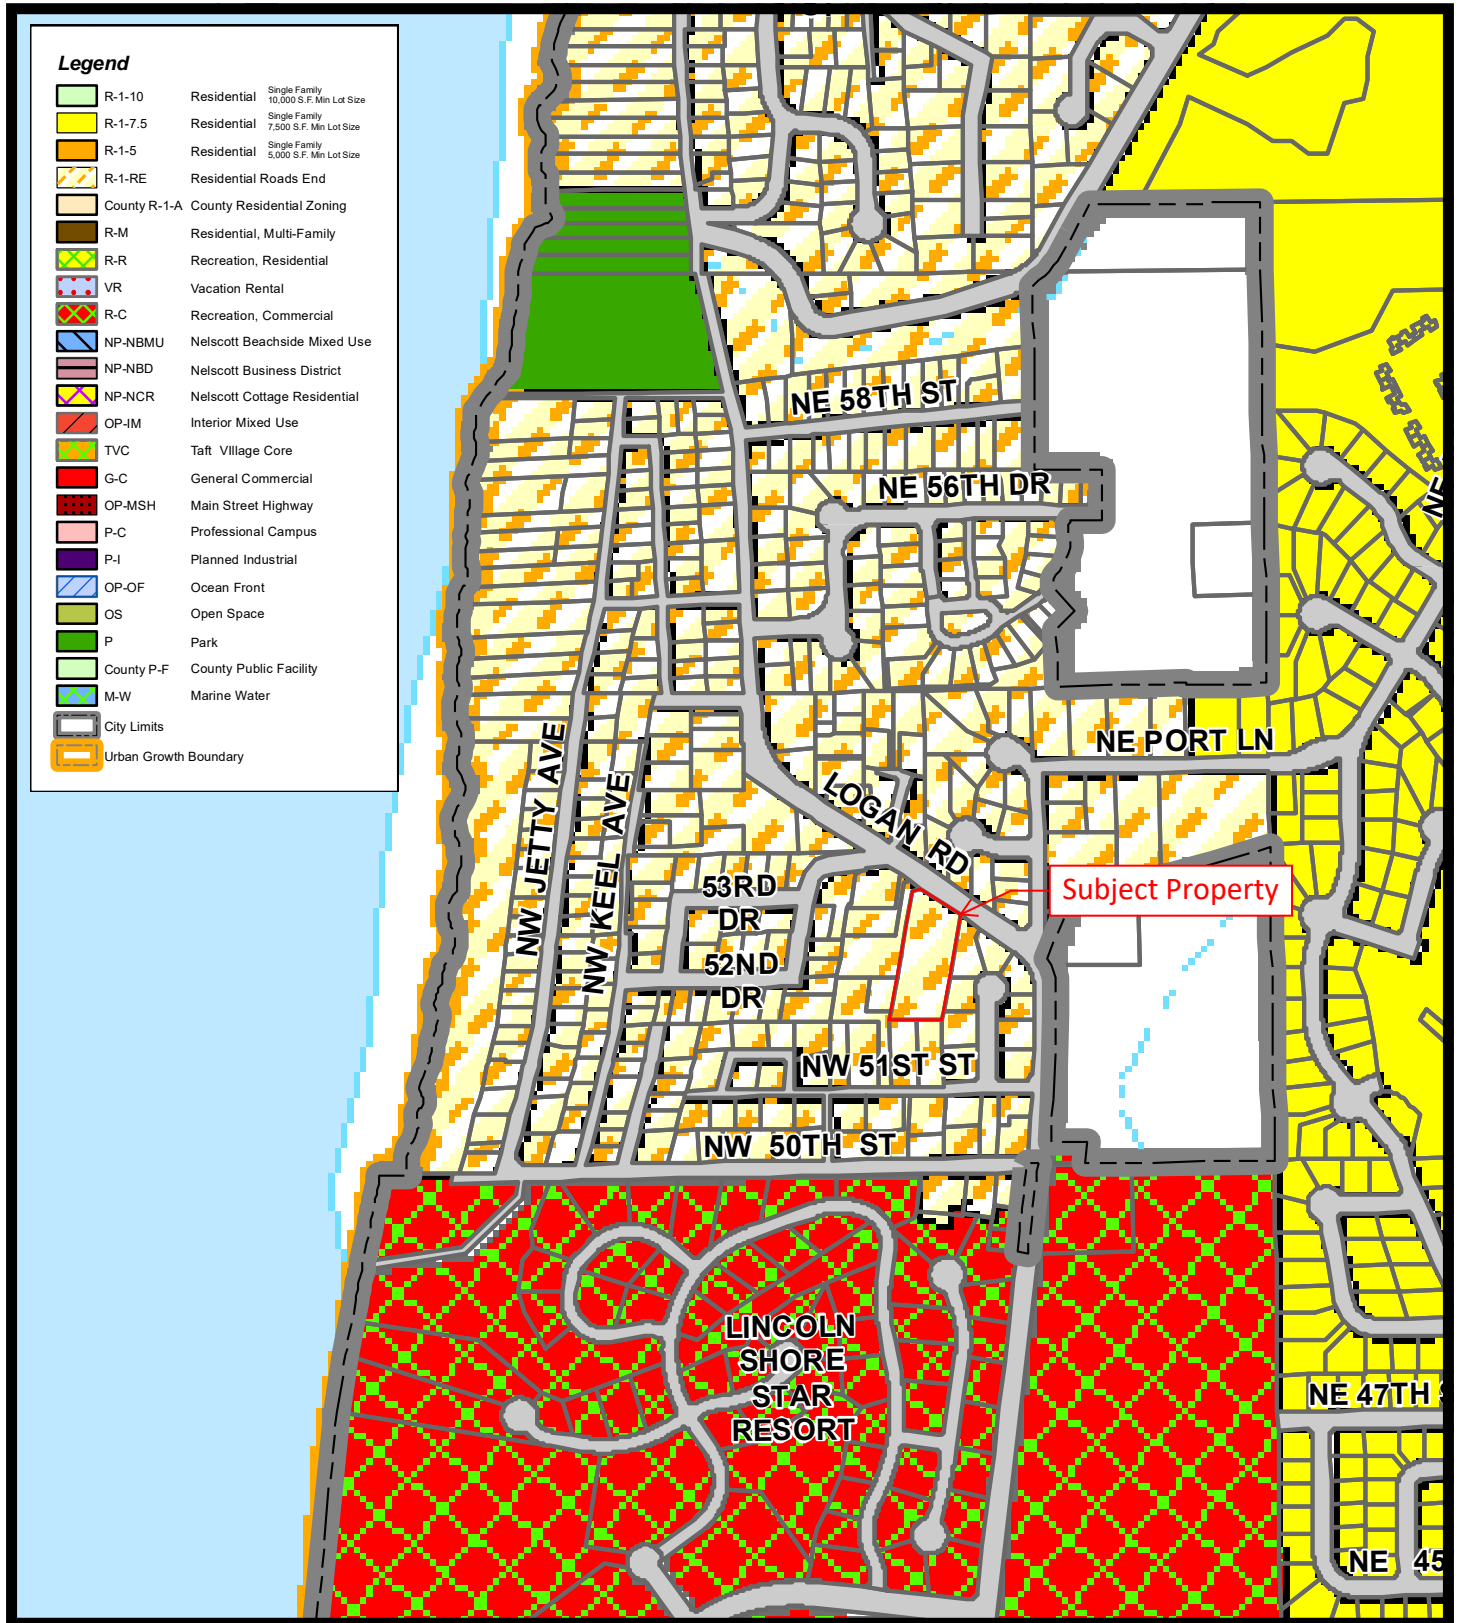 Legend
R-1-10 Residential Single Family
10,000 S.F. Min Lot Size
R-1-7.5 Residential Single Family
7,500 S.F. Min Lot Size
R-1-5 Residential Single Family
5,000 S.F. Min Lot Size
R-1-RE Residential Roads End
County R-1-A County Residential Zoning
R-M Residential, Multi-Family
R-R Recreation, Residential
VR Vacation Rental
R-C Recreation, Commercial
NP-NBMU Nelscott Beachside Mixed Use
NP-NBD Nelscott Business District
NP-NCR Nelscott Cottage Residential
OP-IM Interior Mixed Use
TVC Taft VIllage Core
G-C General Commercial
OP-MSH Main Street Highway
P-C Professional Campus
P-I Planned Industrial
OP-OF Ocean Front
OS Open Space
P Park
County P-F County Public Facility
M-W Marine Water
City Limits
Urban Growth Boundary
NE 58TH ST
NE 56TH DR
NE
NE PORT LN
NW JETTY AVE
NW KEEL AVE
LOGAN RD
Subject Property
53RD
DR
52ND
DR
NW 51ST ST
NW 50TH ST
LINCOLN
SHORE
STAR
RESORT
NE 47TH
NE 45